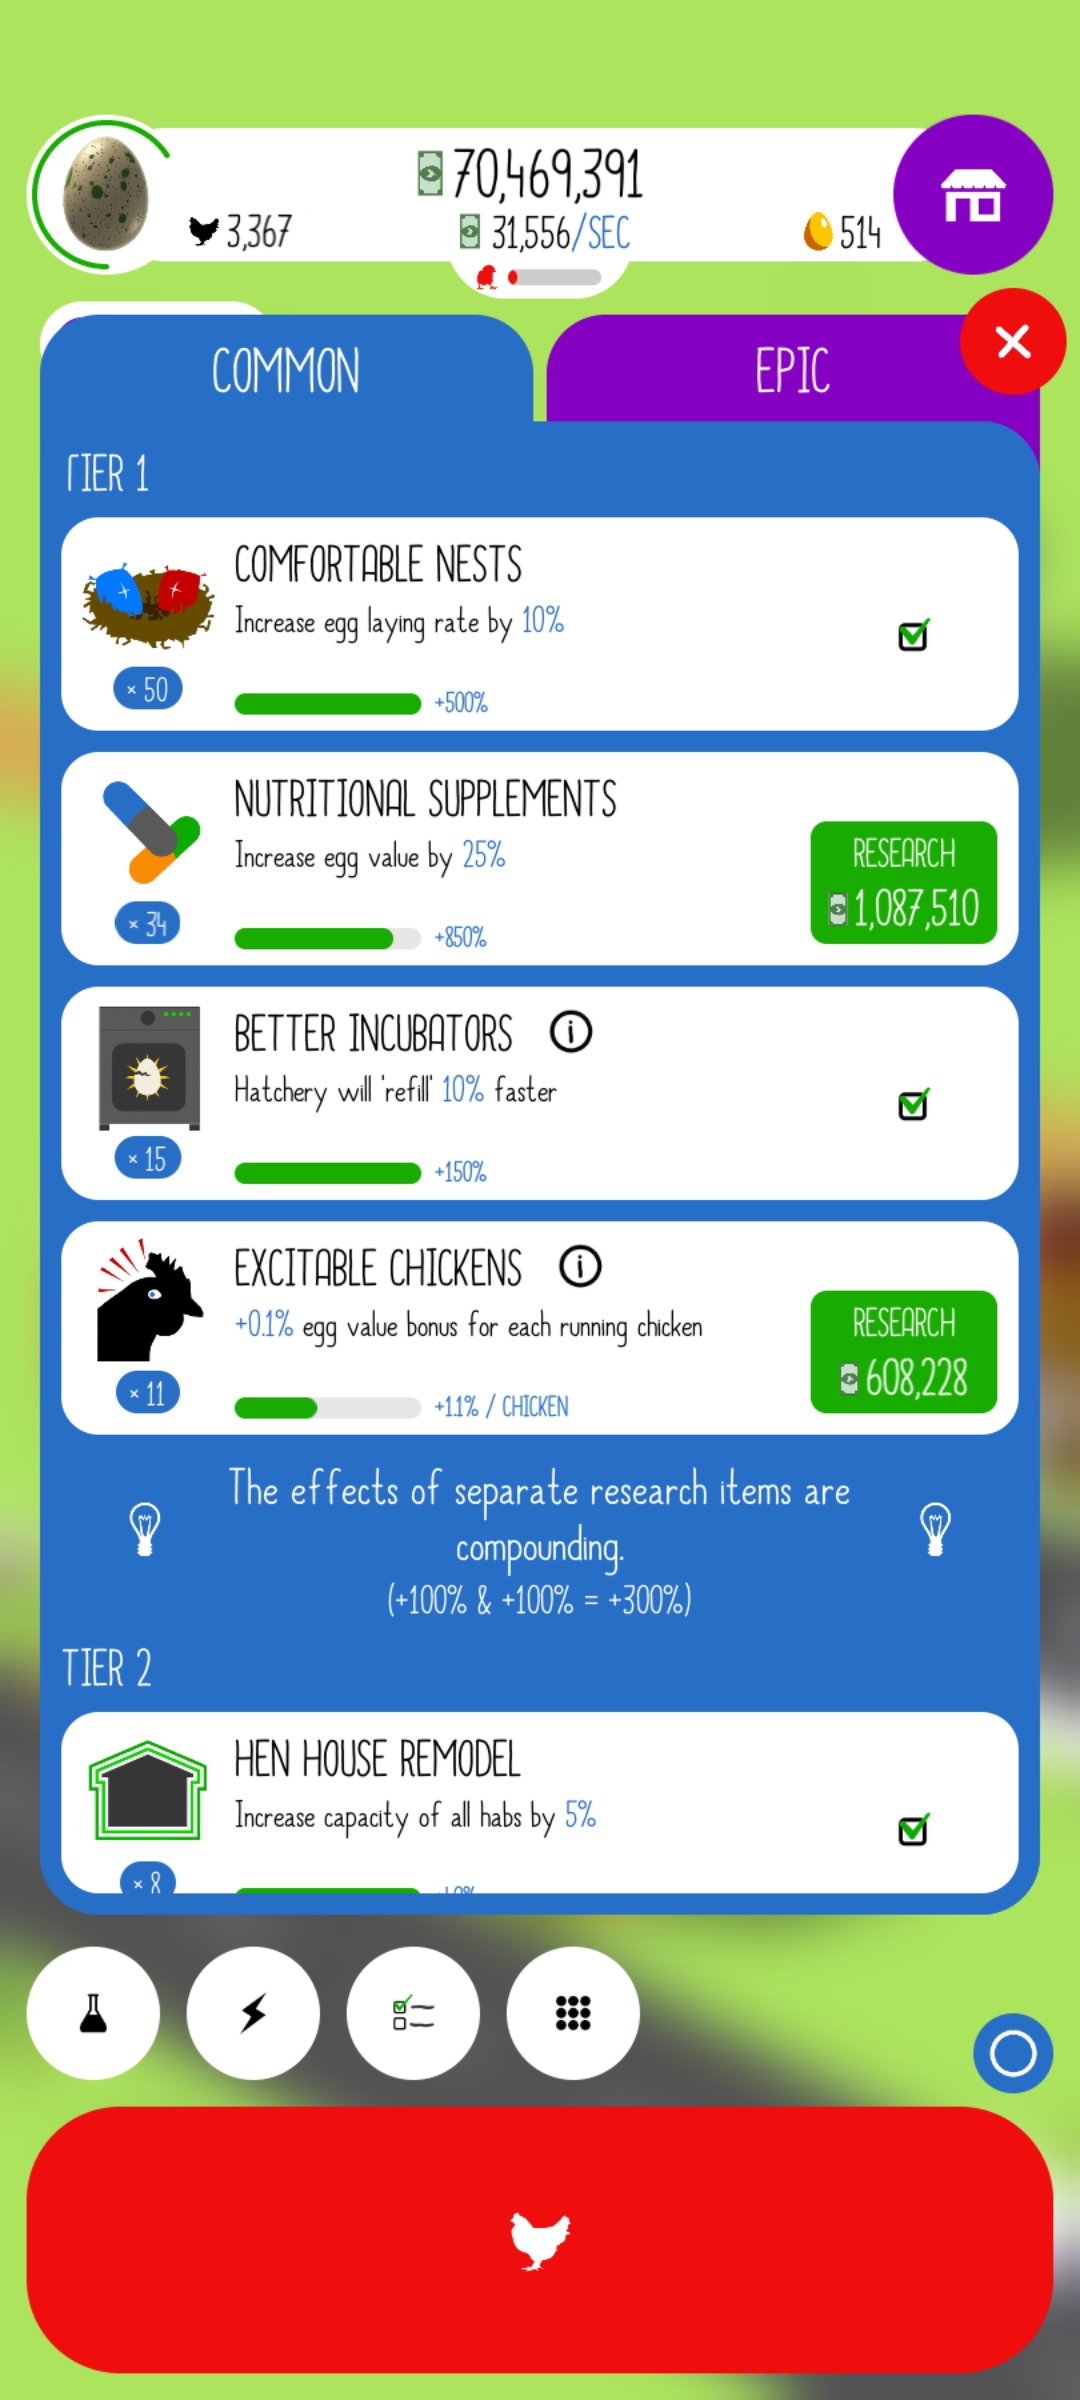 70,469,391
3,367
31,556/SEC
514
COMMON
EPIC
TIER 1
COMFORTABLE NESTS
Increase egg laying rate by 10%
× 50
+500%
NUTRITIONAL SUPPLEMENTS
Increase egg value by 25%
RESEARCH
1,087,510
× 34
+850%
BETTER INCUBATORS
Hatchery will 'refill' 10% faster
× 15
+150%
EXCITABLE CHICKENS
+0.1% egg value bonus for each running chicken
RESEARCH
608,228
× 11
+1.1% / CHICKEN
The effects of separate research items are
compounding.
(+100% & +100% = +300%)
TIER 2
HEN HOUSE REMODEL
Increase capacity of all habs by 5%
× 8